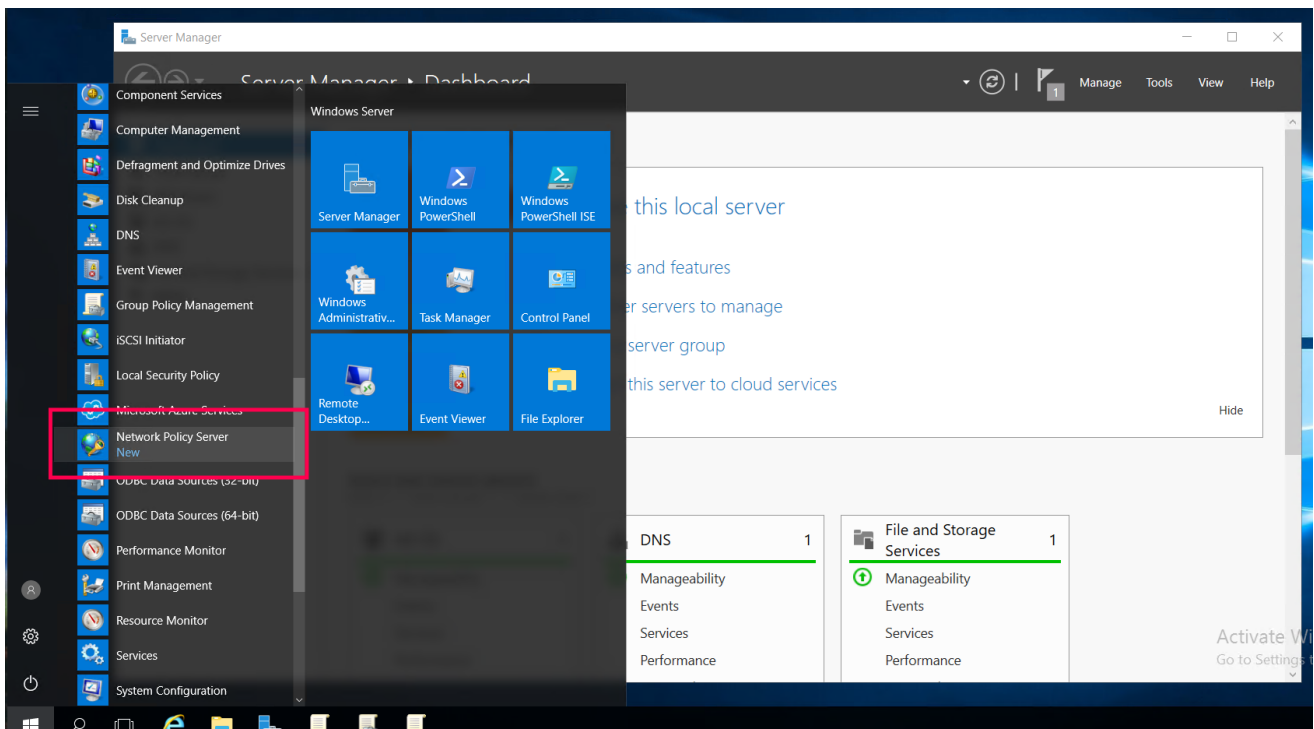 Server Manager
Server Manager ▸ Dashboard
1
Manage
Tools
View
Help
Component Services
Computer Management
Defragment and Optimize Drives
Disk Cleanup
DNS
Event Viewer
Group Policy Management
iSCSI Initiator
Local Security Policy
Microsoft Azure Services
Network Policy Server
New
ODBC Data Sources (32-bit)
ODBC Data Sources (64-bit)
Performance Monitor
Print Management
Resource Monitor
Services
System Configuration
Windows Server
Server Manager
Windows
PowerShell
Windows
PowerShell ISE
Windows
Administrativ...
Task Manager
Control Panel
Remote
Desktop...
Event Viewer
File Explorer
this local server
s and features
er servers to manage
server group
this server to cloud services
Hide
DNS 1
Manageability
Events
Services
Performance
File and Storage
Services
1
Manageability
Events
Services
Performance
Activate Wi
Go to Settings t